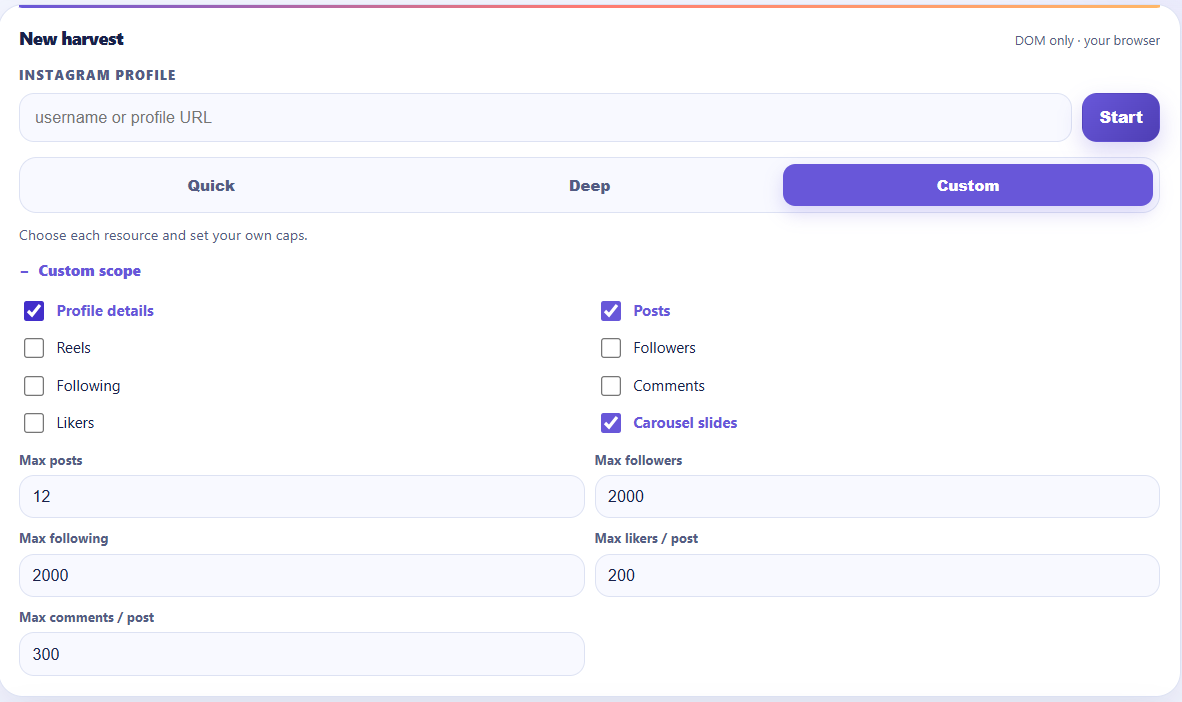 New harvest
DOM only · your browser
INSTAGRAM PROFILE
username or profile URL
Start
Quick
Deep
Custom
Choose each resource and set your own caps.
– Custom scope
Profile details
Posts
Reels
Followers
Following
Comments
Likers
Carousel slides
Max posts
Max followers
12
2000
Max following
Max likers / post
2000
200
Max comments / post
300